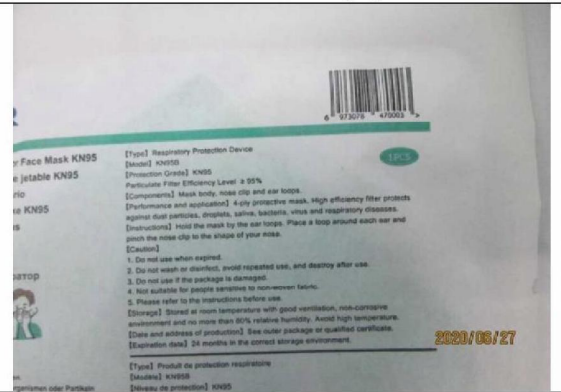 6 973078 470003 >
1PCS
Face Mask KN95
e jetable KN95
rio
KN95
[Type] Respiratory Protection Device
[Model] KN95B
[Protection Grade] KN95
Particulate Filter Efficiency Level ≥ 95%
[Components] Mask body, nose clip and ear loops.
[Performance and application] 4-ply protective mask. High efficiency filter protects
against dust particles, droplets, saliva, bacteria, virus and respiratory diseases.
[Instructions] Hold the mask by the ear loops. Place a loop around each ear and
pinch the nose clip to the shape of your nose.
[Caution]
1. Do not use when expired.
2. Do not wash or disinfect, avoid repeated use, and destroy after use.
3. Do not use if the package is damaged.
4. Not suitable for people sensitive to non-woven fabric.
5. Please refer to the instructions before use.
[Storage] Stored at room temperature with good ventilation, non-corrosive
environment and no more than 80% relative humidity. Avoid high temperature.
[Date and address of production] See outer package or qualified certificate.
[Expiration date] 24 months in the correct storage environment.
ратор
2020/06/27
[Type] Produit de protection respiratoire
[Modèle] KN95B
[Niveau de protection] KN95
organismen oder Partikeln